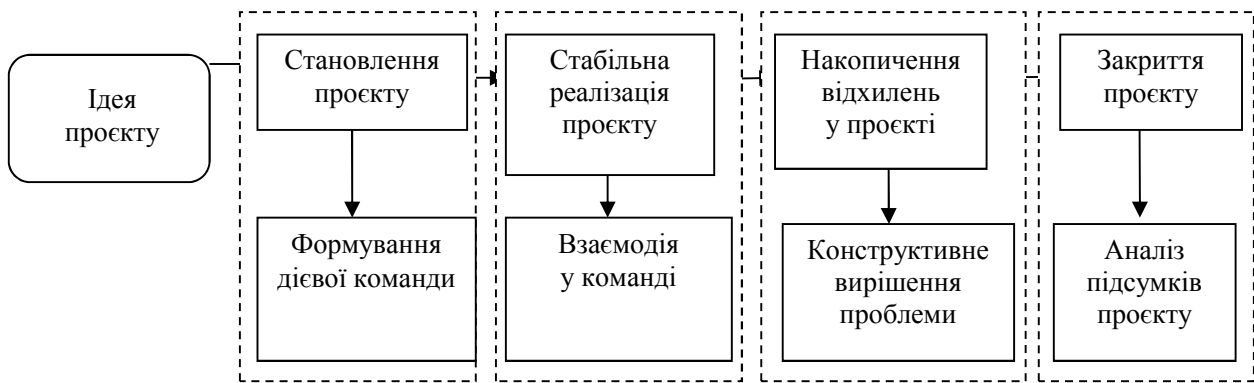 Ідея
проєкту
Становлення
проєкту
Формування
дієвої команди
Стабільна
реалізація
проєкту
Взаємодія
у команді
Накопичення
відхилень
у проєкті
Конструктивне
вирішення
проблеми
Закриття
проєкту
Аналіз
підсумків
проєкту